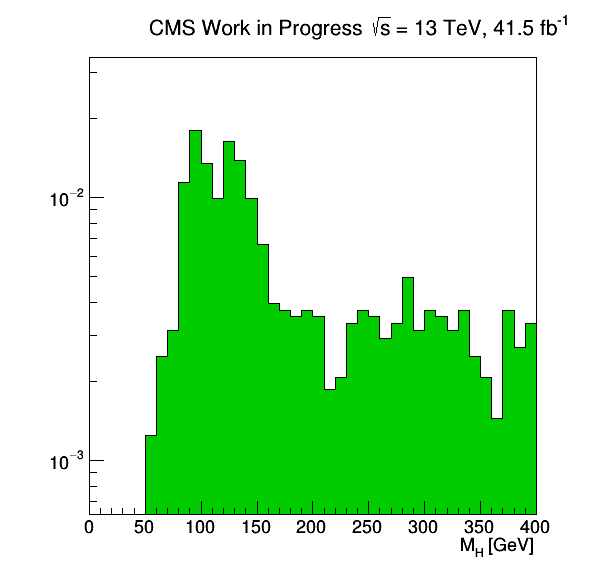 CMS Work in Progress √s = 13 TeV, 41.5 fb⁻¹
10⁻²
10⁻³
0 50 100 150 200 250 300 350 400
M_H [GeV]